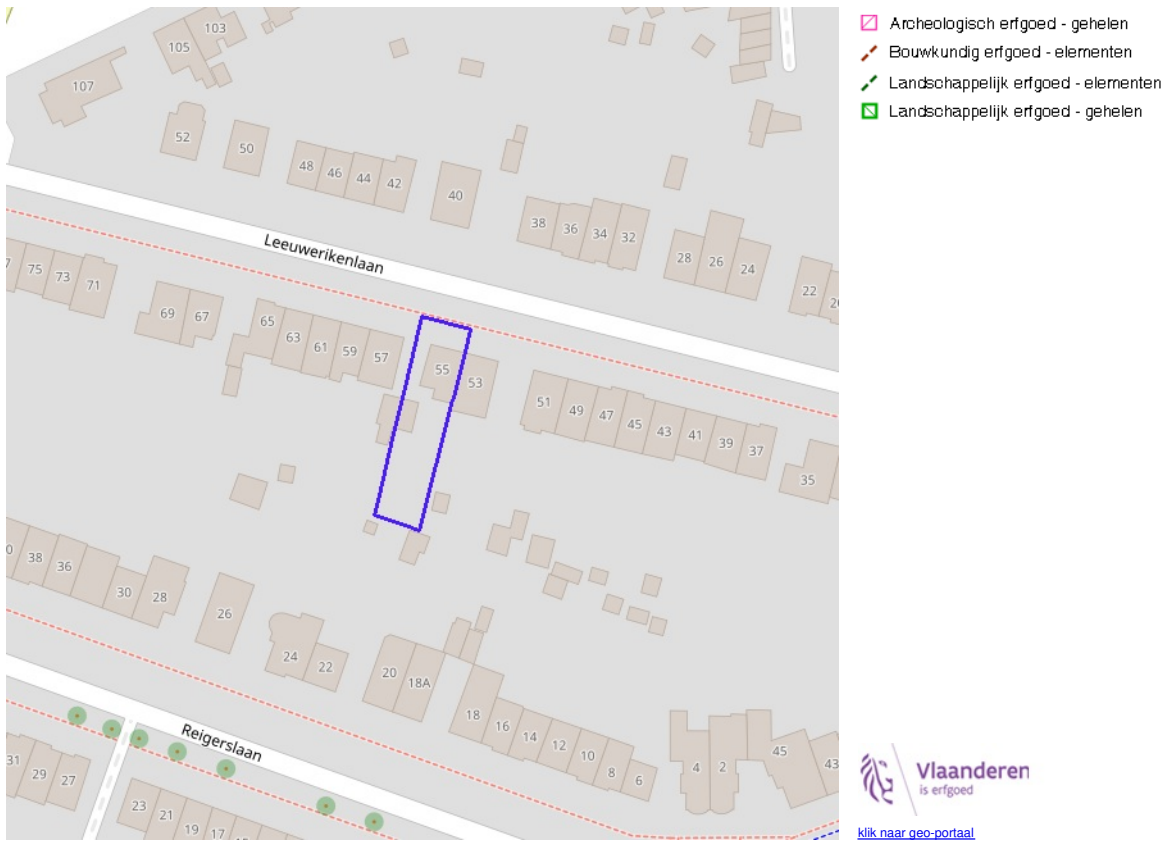 103
105
107
52
50
48 46 44 42
40
38 36 34 32
28 26 24
22
Leeuwerikenlaan
75 73 71
69 67
65 63 61 59 57
55 53
51 49 47 45 43 41 39 37
35
38 36
30 28
26
24 22
20 18A
18 16 14 12 10 8 6
4 2
45
43
Reigerslaan
31 29 27
23 21 19 17
Archeologisch erfgoed - gehelen
Bouwkundig erfgoed - elementen
Landschappelijk erfgoed - elementen
Landschappelijk erfgoed - gehelen
Vlaanderen
is erfgoed
klik naar geo-portaal